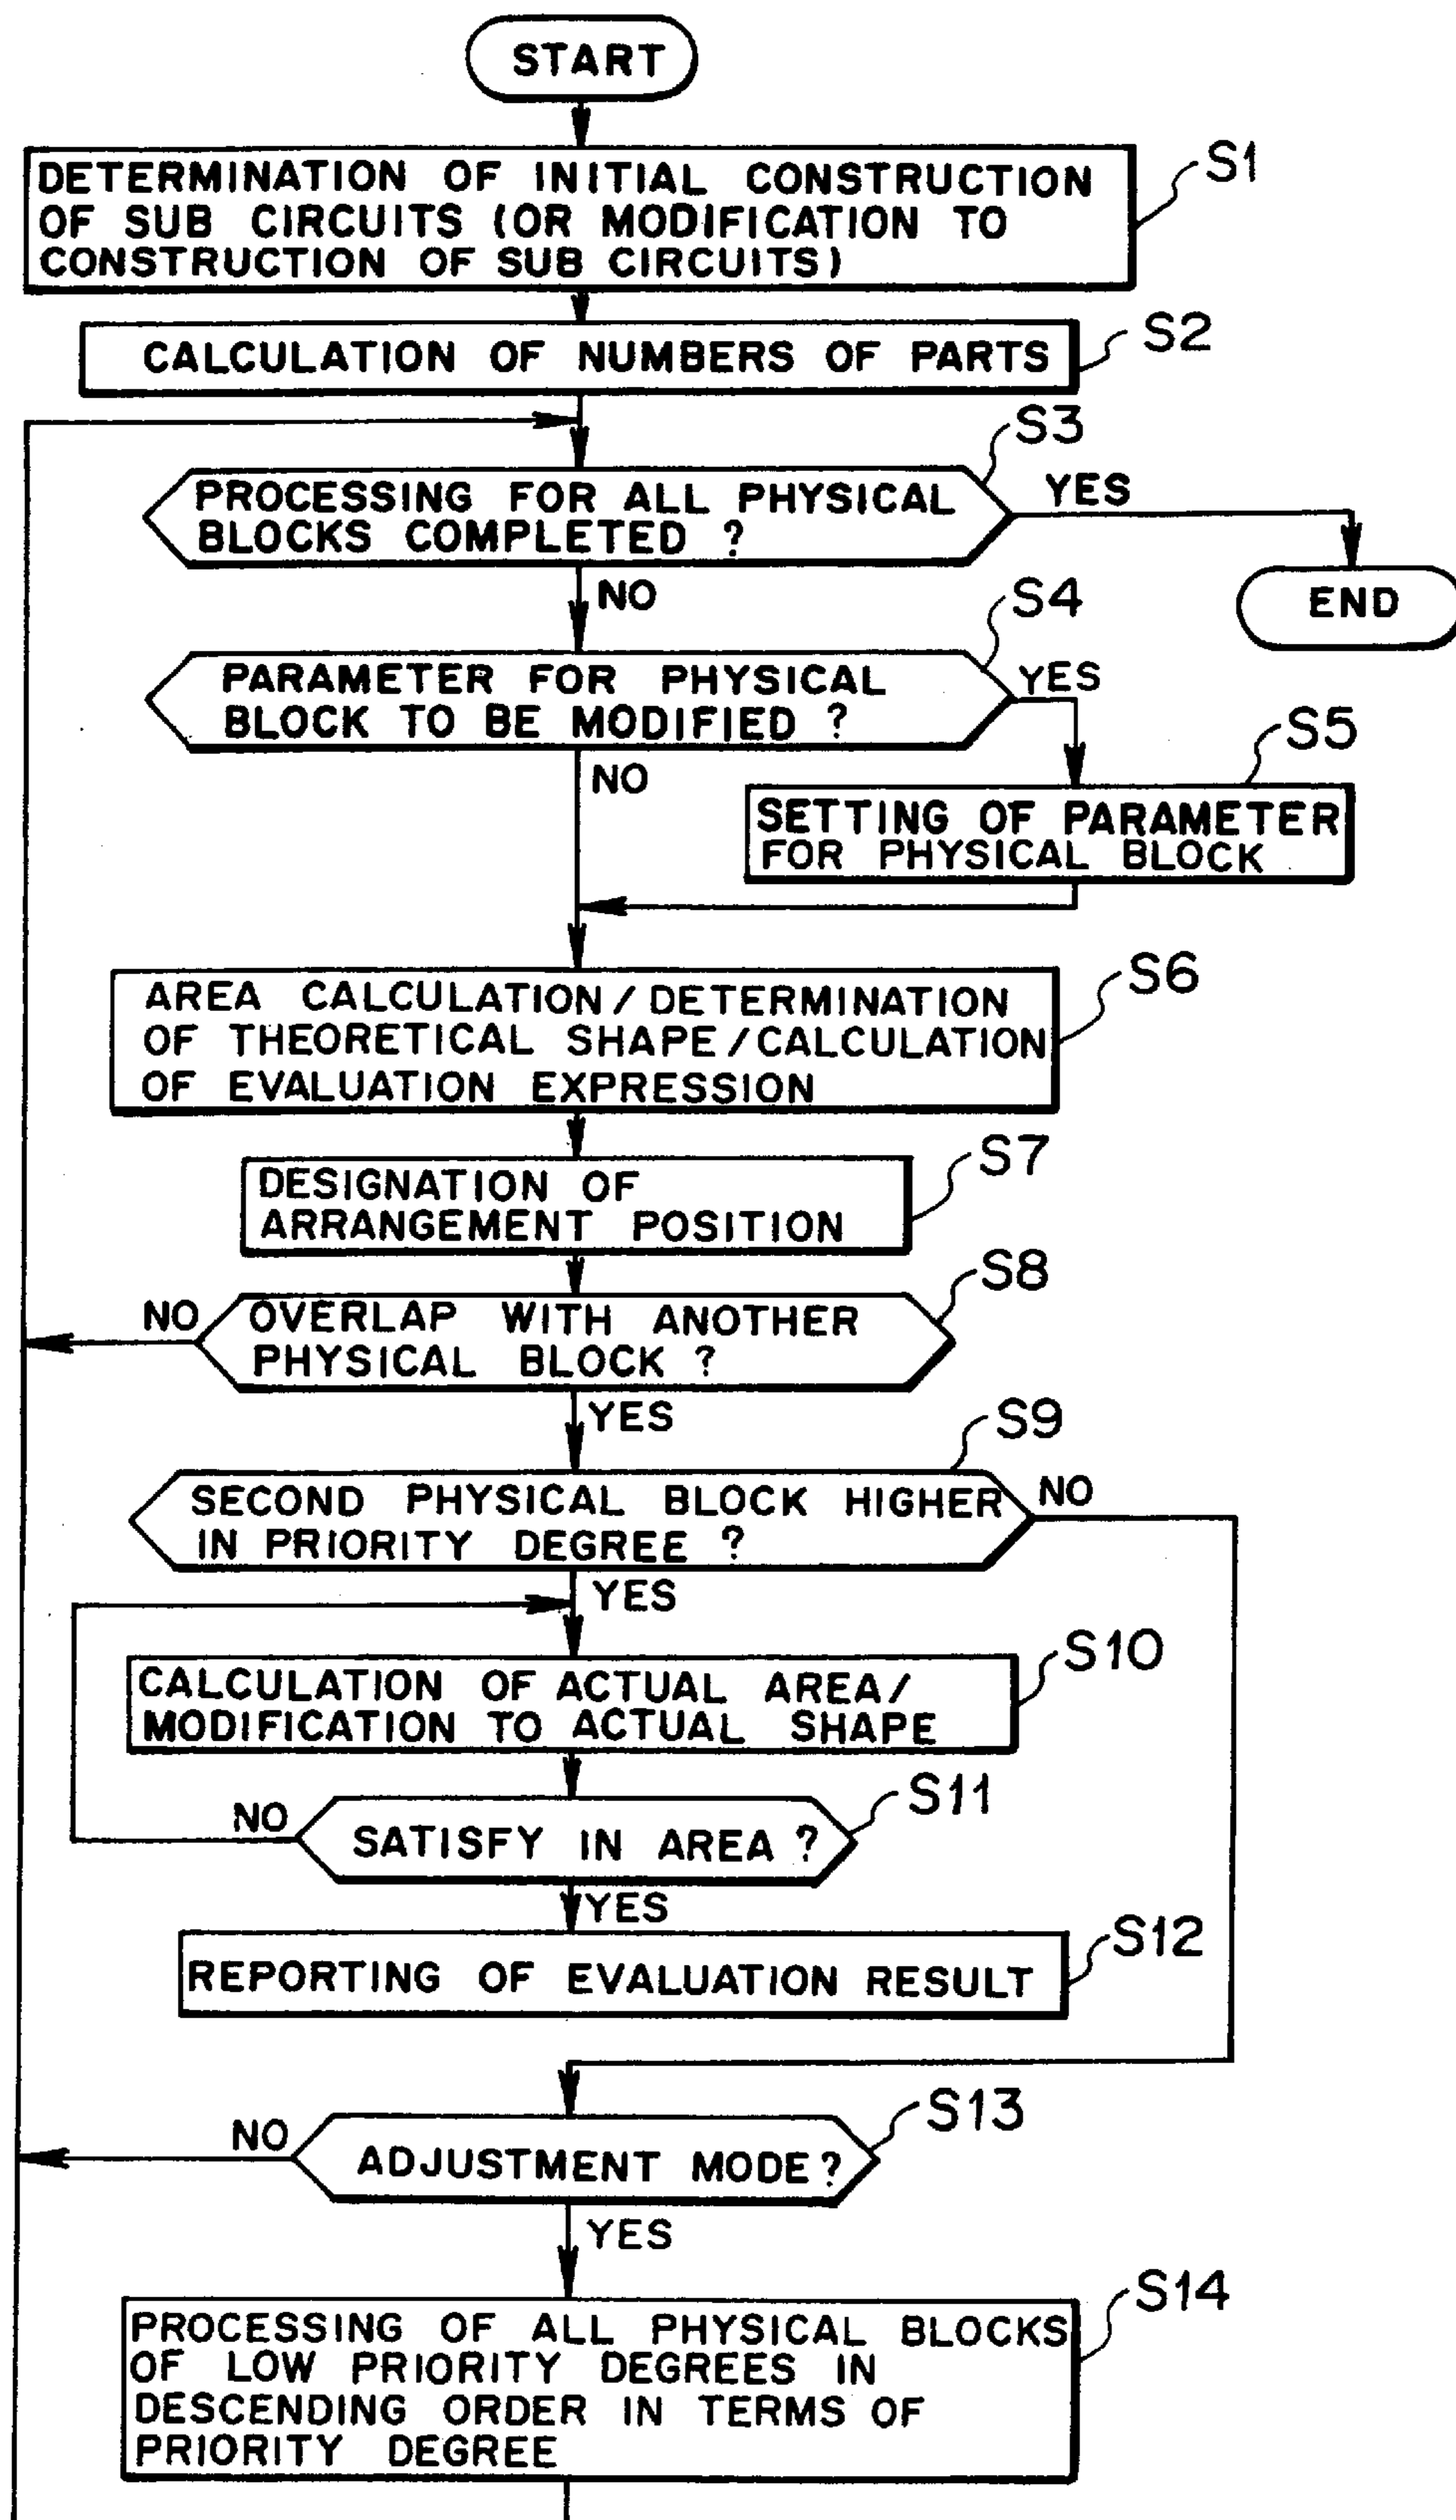 START
S1
DETERMINATION OF INITIAL CONSTRUCTION
OF SUB CIRCUITS (OR MODIFICATION TO
CONSTRUCTION OF SUB CIRCUITS)
S2
CALCULATION OF NUMBERS OF PARTS
S3
PROCESSING FOR ALL PHYSICAL
BLOCKS COMPLETED ?
YES
END
NO
S4
PARAMETER FOR PHYSICAL
BLOCK TO BE MODIFIED ?
YES
NO
S5
SETTING OF PARAMETER
FOR PHYSICAL BLOCK
S6
AREA CALCULATION/DETERMINATION
OF THEORETICAL SHAPE/CALCULATION
OF EVALUATION EXPRESSION
S7
DESIGNATION OF
ARRANGEMENT POSITION
S8
NO
OVERLAP WITH ANOTHER
PHYSICAL BLOCK ?
YES
S9
SECOND PHYSICAL BLOCK HIGHER
IN PRIORITY DEGREE ?
NO
YES
S10
CALCULATION OF ACTUAL AREA/
MODIFICATION TO ACTUAL SHAPE
S11
NO
SATISFY IN AREA ?
YES
S12
REPORTING OF EVALUATION RESULT
S13
NO
ADJUSTMENT MODE?
YES
S14
PROCESSING OF ALL PHYSICAL BLOCKS
OF LOW PRIORITY DEGREES IN
DESCENDING ORDER IN TERMS OF
PRIORITY DEGREE